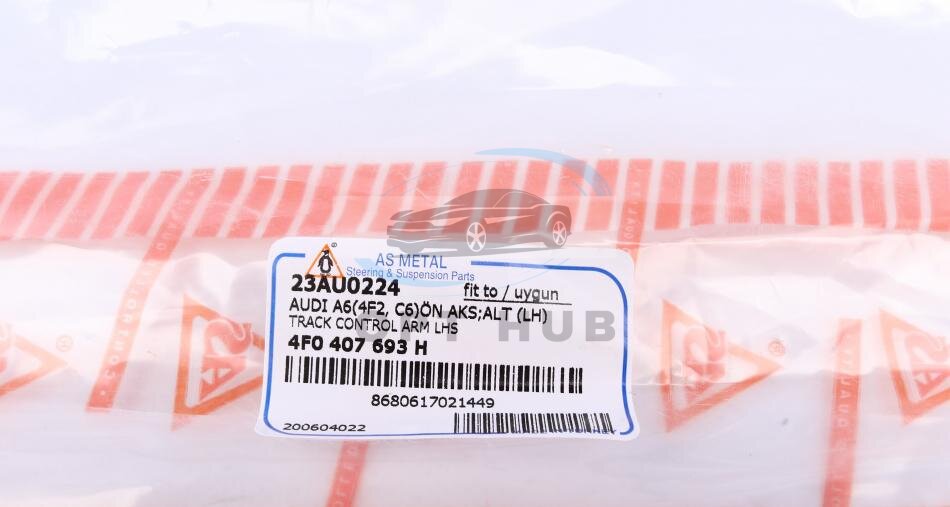 AS METAL
Steering & Suspension Parts
23AU0224
fit to / uygun
AUDI A6(4F2, C6)ÖN AKS;ALT (LH)
TRACK CONTROL ARM LHS
HUB
4F0 407 693 H
8680617021449
200604022